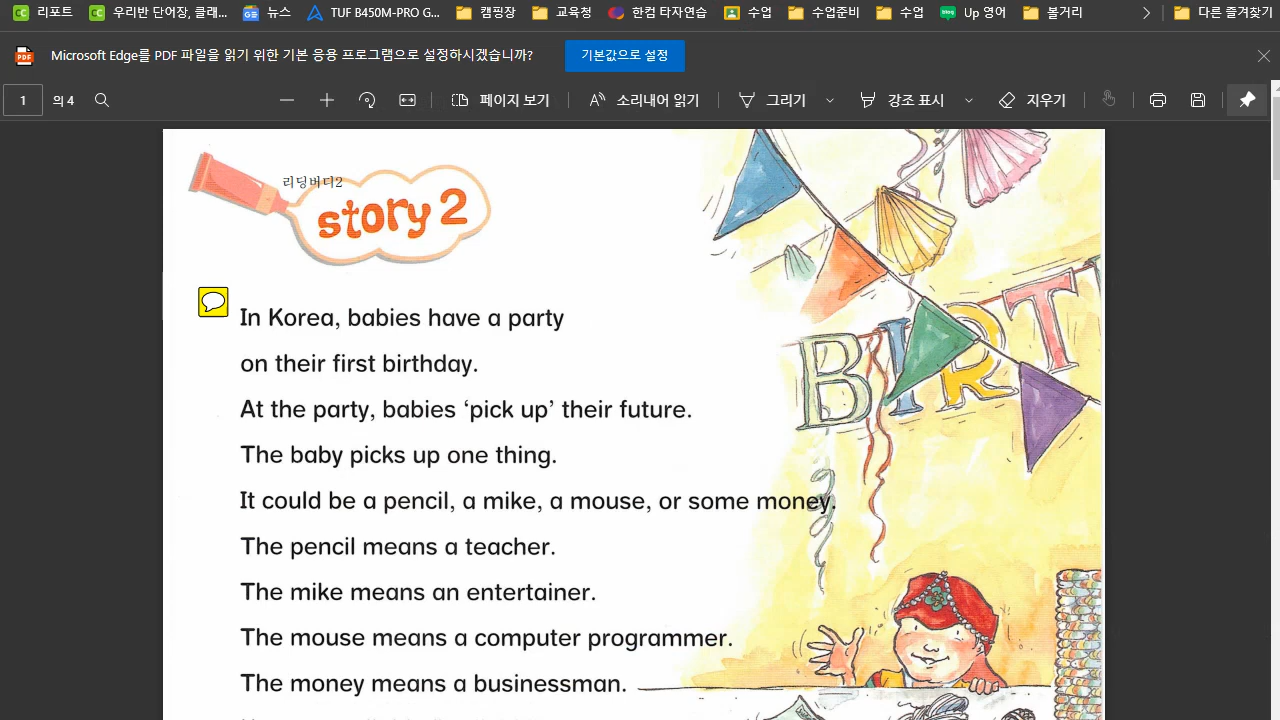 리포트
우리반 단어장, 클래...
뉴스
TUF B450M-PRO G...
캠핑장
교육청
한컴 타자연습
수업
수업준비
수업
Up 영어
볼거리
다른 즐겨찾기
Microsoft Edge를 PDF 파일을 읽기 위한 기본 응용 프로그램으로 설정하시겠습니까?
기본값으로 설정
1 의 4
페이지 보기
소리내어 읽기
그리기
강조 표시
지우기
리딩버디2
story 2
In Korea, babies have a party
on their first birthday.
At the party, babies ‘pick up’ their future.
The baby picks up one thing.
It could be a pencil, a mike, a mouse, or some money.
The pencil means a teacher.
The mike means an entertainer.
The mouse means a computer programmer.
The money means a businessman.
BIRT